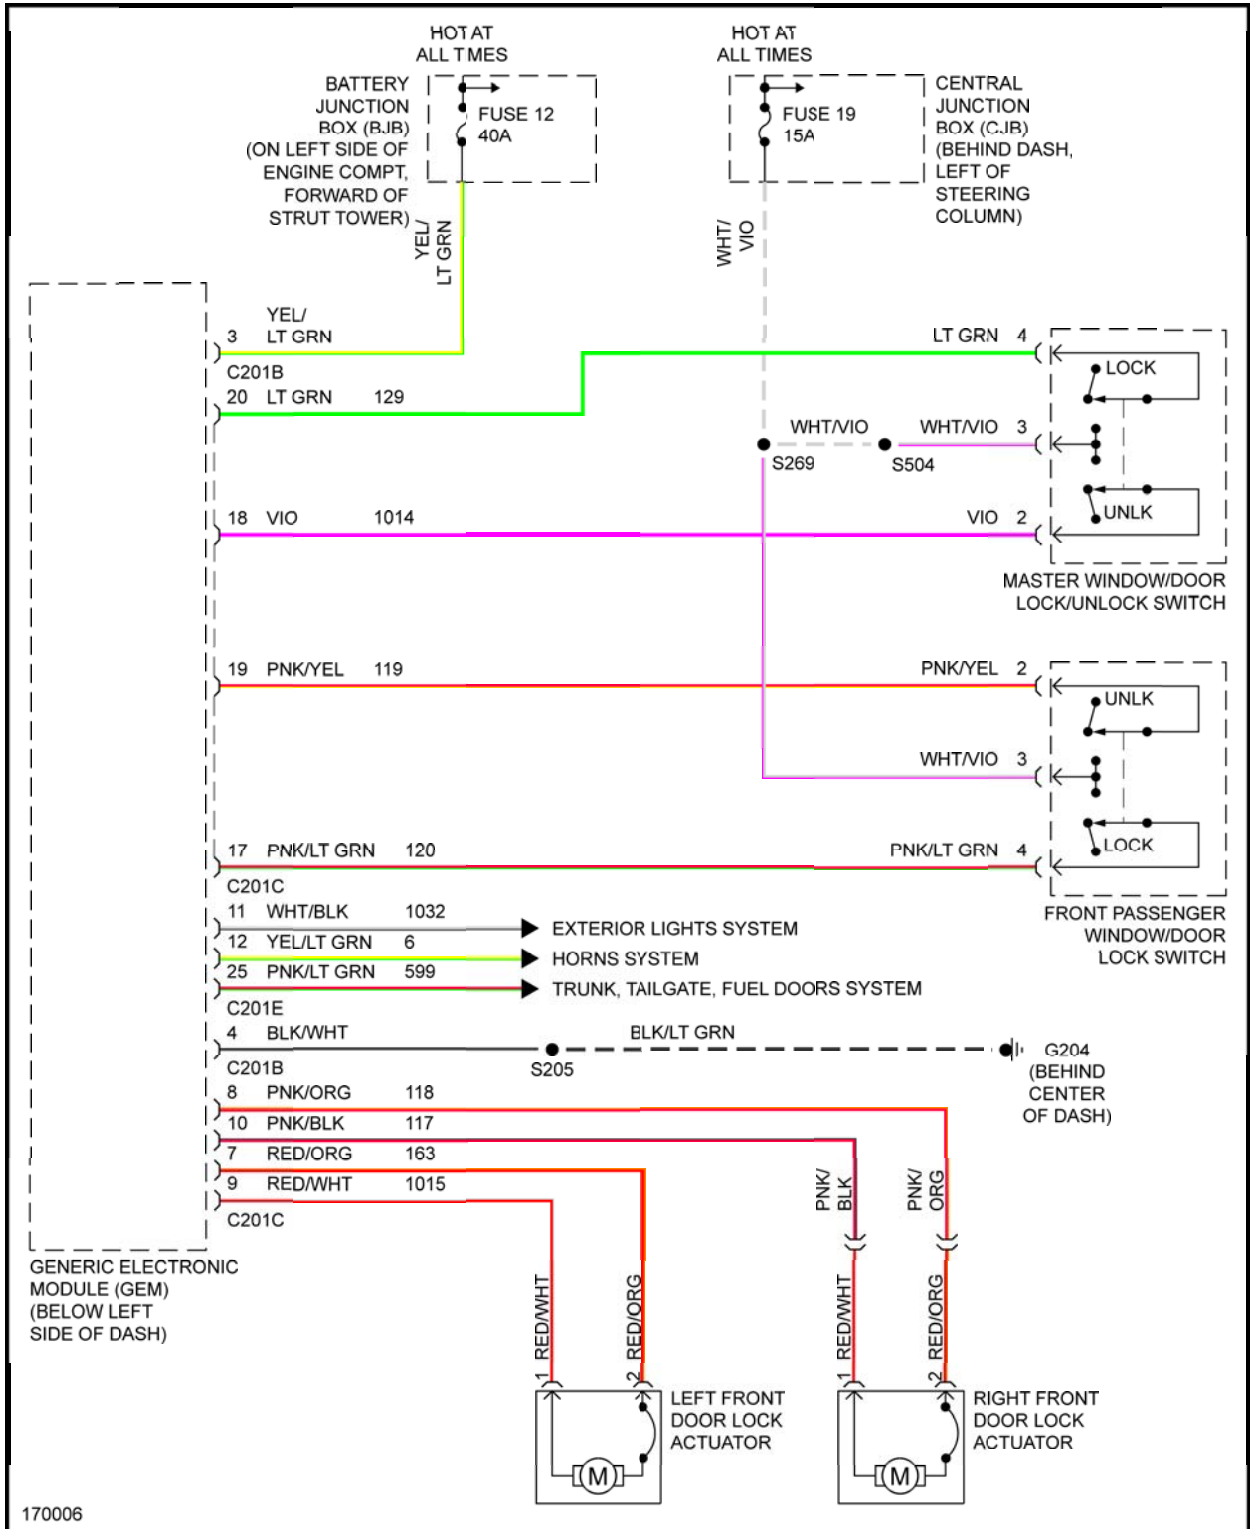 HOT AT
ALL TIMES
HOT AT
ALL TIMES
BATTERY
JUNCTION
BOX (BJB)
(ON LEFT SIDE OF
ENGINE COMPT,
FORWARD OF
STRUT TOWER)
FUSE 12
40A
FUSE 19
15A
CENTRAL
JUNCTION
BOX (CJB)
(BEHIND DASH,
LEFT OF
STEERING
COLUMN)
YEL/
LT GRN
WHT/
VIO
3
YEL/
LT GRN
C201B
20 LT GRN 129
LT GRN 4
LOCK
WHT/VIO
WHT/VIO 3
S269
S504
18 VIO 1014
VIO 2
UNLK
MASTER WINDOW/DOOR
LOCK/UNLOCK SWITCH
19 PNK/YEL 119
PNK/YEL 2
UNLK
WHT/VIO 3
17 PNK/LT GRN 120
PNK/LT GRN 4
LOCK
C201C
FRONT PASSENGER
WINDOW/DOOR
LOCK SWITCH
11 WHT/BLK 1032
EXTERIOR LIGHTS SYSTEM
12 YEL/LT GRN 6
HORNS SYSTEM
25 PNK/LT GRN 599
TRUNK, TAILGATE, FUEL DOORS SYSTEM
C201E
4 BLK/WHT
BLK/LT GRN
S205
G204
(BEHIND
CENTER
OF DASH)
C201B
8 PNK/ORG 118
10 PNK/BLK 117
7 RED/ORG 163
9 RED/WHT 1015
C201C
PNK/
BLK
PNK/
ORG
GENERIC ELECTRONIC
MODULE (GEM)
(BELOW LEFT
SIDE OF DASH)
1 RED/WHT
2 RED/ORG
1 RED/WHT
2 RED/ORG
LEFT FRONT
DOOR LOCK
ACTUATOR
M
RIGHT FRONT
DOOR LOCK
ACTUATOR
M
170006